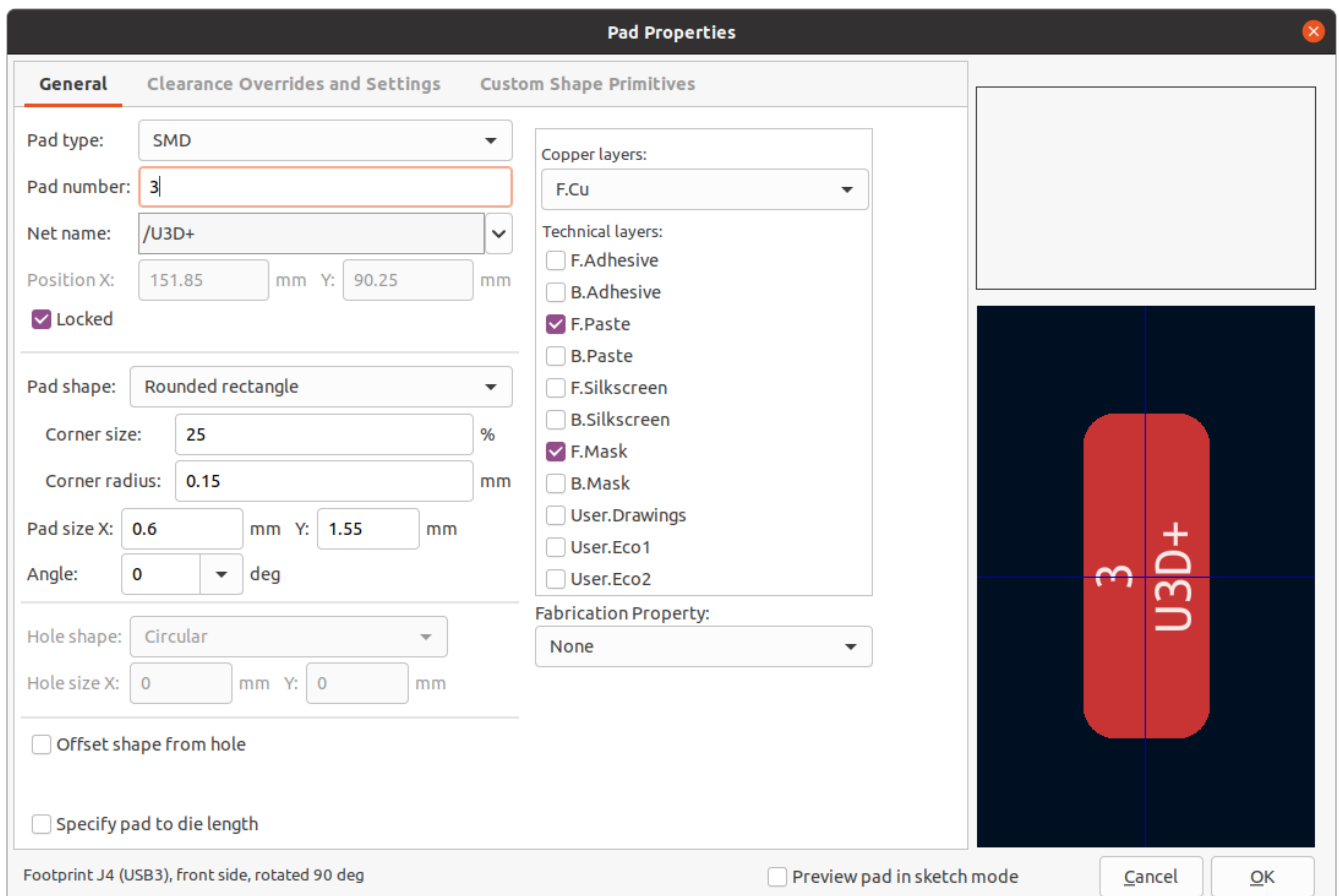 Pad Properties
General Clearance Overrides and Settings Custom Shape Primitives
Pad type: SMD
Pad number: 3
Net name: /U3D+
Position X: 151.85 mm Y: 90.25 mm
Locked
Pad shape: Rounded rectangle
Corner size: 25 %
Corner radius: 0.15 mm
Pad size X: 0.6 mm Y: 1.55 mm
Angle: 0 deg
Hole shape: Circular
Hole size X: 0 mm Y: 0 mm
Offset shape from hole
Specify pad to die length
Copper layers:
F.Cu
Technical layers:
F.Adhesive
B.Adhesive
F.Paste
B.Paste
F.Silkscreen
B.Silkscreen
F.Mask
B.Mask
User.Drawings
User.Eco1
User.Eco2
Fabrication Property:
None
3
U3D+
Footprint J4 (USB3), front side, rotated 90 deg
Preview pad in sketch mode
Cancel
OK